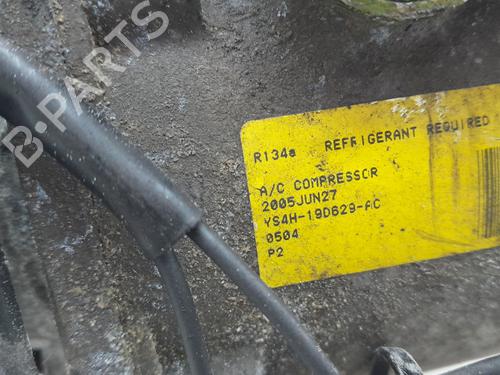 B-PARTS
R134a REFRIGERANT REQUIRED
A/C COMPRESSOR
2005JUN27
YS4H-19D629-AC
0504
P2